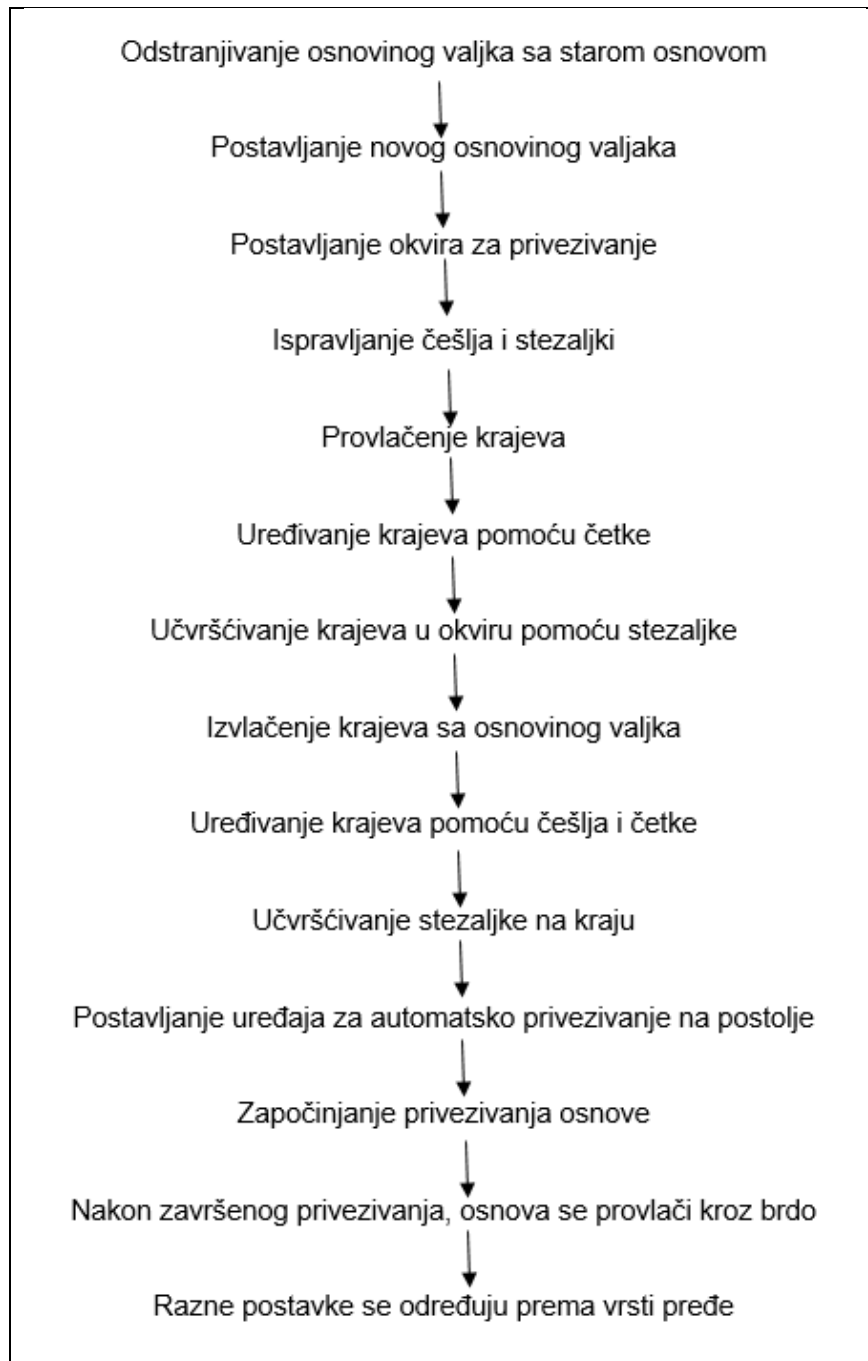 Odstranjivanje osnovinog valjka sa starom osnovom
Postavljanje novog osnovinog valjaka
Postavljanje okvira za privezivanje
Ispravljanje češlja i stezaljki
Provlačenje krajeva
Uređivanje krajeva pomoću četke
Učvršćivanje krajeva u okviru pomoću stezaljke
Izvlačenje krajeva sa osnovinog valjka
Uređivanje krajeva pomoću češlja i četke
Učvršćivanje stezaljke na kraju
Postavljanje uređaja za automatsko privezivanje na postolje
Započinjanje privezivanja osnove
Nakon završenog privezivanja, osnova se provlači kroz brdo
Razne postavke se određuju prema vrsti pređe